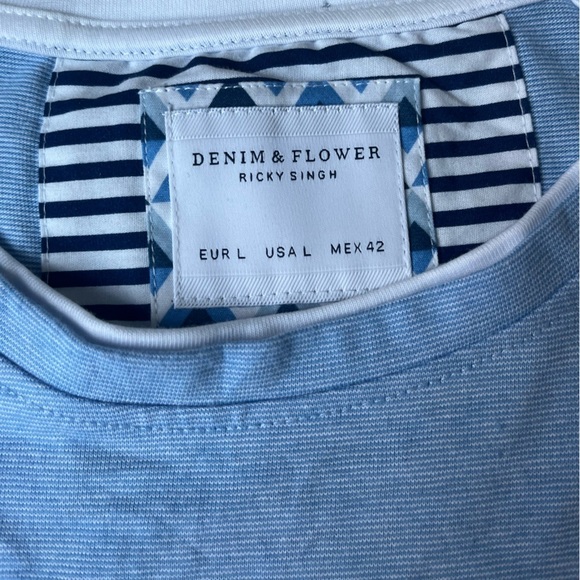 DENIM & FLOWER
RICKY SINGH
EUR L USA L MEX 42